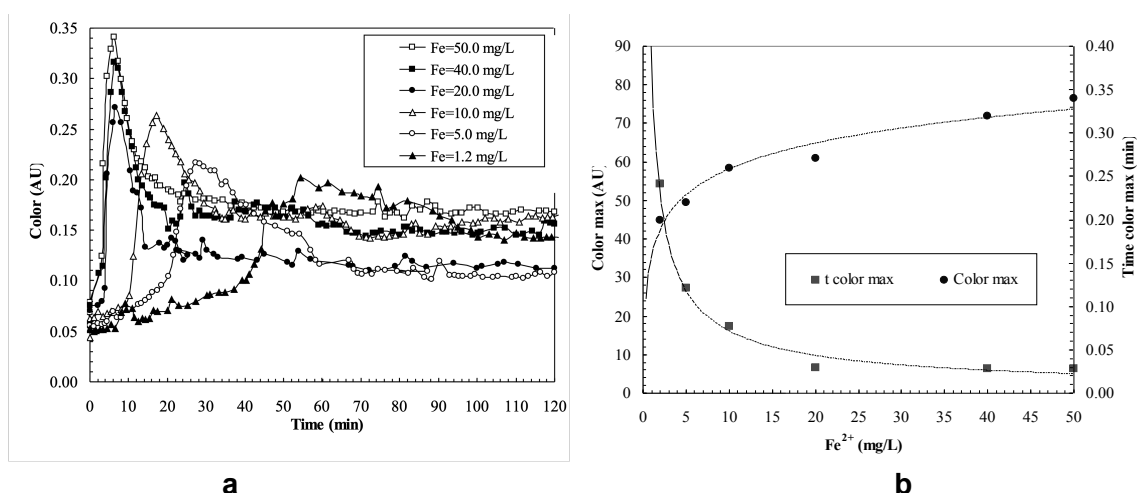 0.35
0.30
0.25
0.20
0.15
0.10
0.05
0.00
Color (AU)
0 10 20 30 40 50 60 70 80 90 100 110 120
Time (min)
Fe=50.0 mg/L
Fe=40.0 mg/L
Fe=20.0 mg/L
Fe=10.0 mg/L
Fe=5.0 mg/L
Fe=1.2 mg/L
a
90
80
70
60
50
40
30
20
10
0
Color max (AU)
0 5 10 15 20 25 30 35 40 45 50
Fe2+ (mg/L)
t color max
Color max
0.40
0.35
0.30
0.25
0.20
0.15
0.10
0.05
0.00
Time color max (min)
b